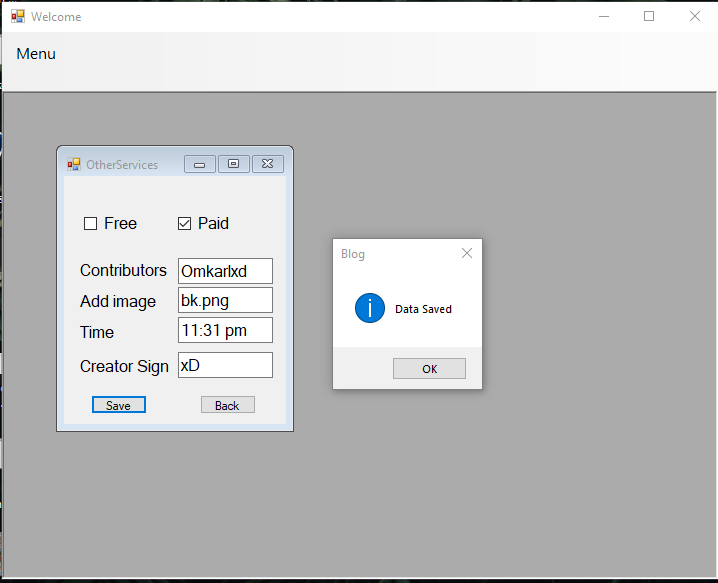 Welcome
Menu
OtherServices
Free Paid
Contributors Omkarlxd
Add image bk.png
Time 11:31 pm
Creator Sign xD
Save Back
Blog
Data Saved
OK